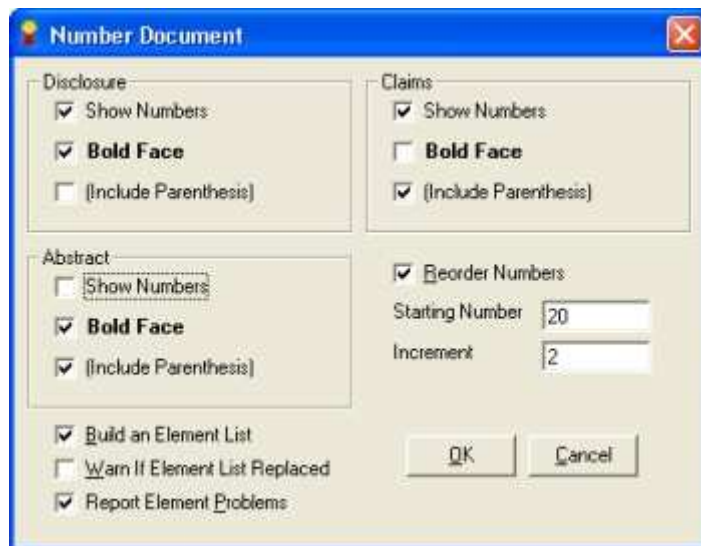 Number Document
Disclosure
Show Numbers
Bold Face
(Include Parenthesis)
Claims
Show Numbers
Bold Face
(Include Parenthesis)
Abstract
Show Numbers
Bold Face
(Include Parenthesis)
Reorder Numbers
Starting Number 20
Increment 2
Build an Element List
Warn If Element List Replaced
Report Element Problems
OK Cancel